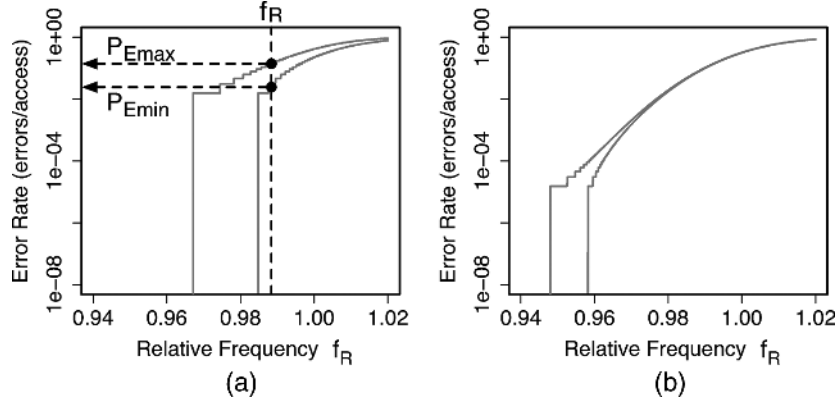 f_R
P_Emax
P_Emin
Error Rate (errors/access)
1e+00
1e−04
1e−08
0.94 0.96 0.98 1.00 1.02
Relative Frequency f_R
(a)
Error Rate (errors/access)
1e+00
1e−04
1e−08
0.94 0.96 0.98 1.00 1.02
Relative Frequency f_R
(b)